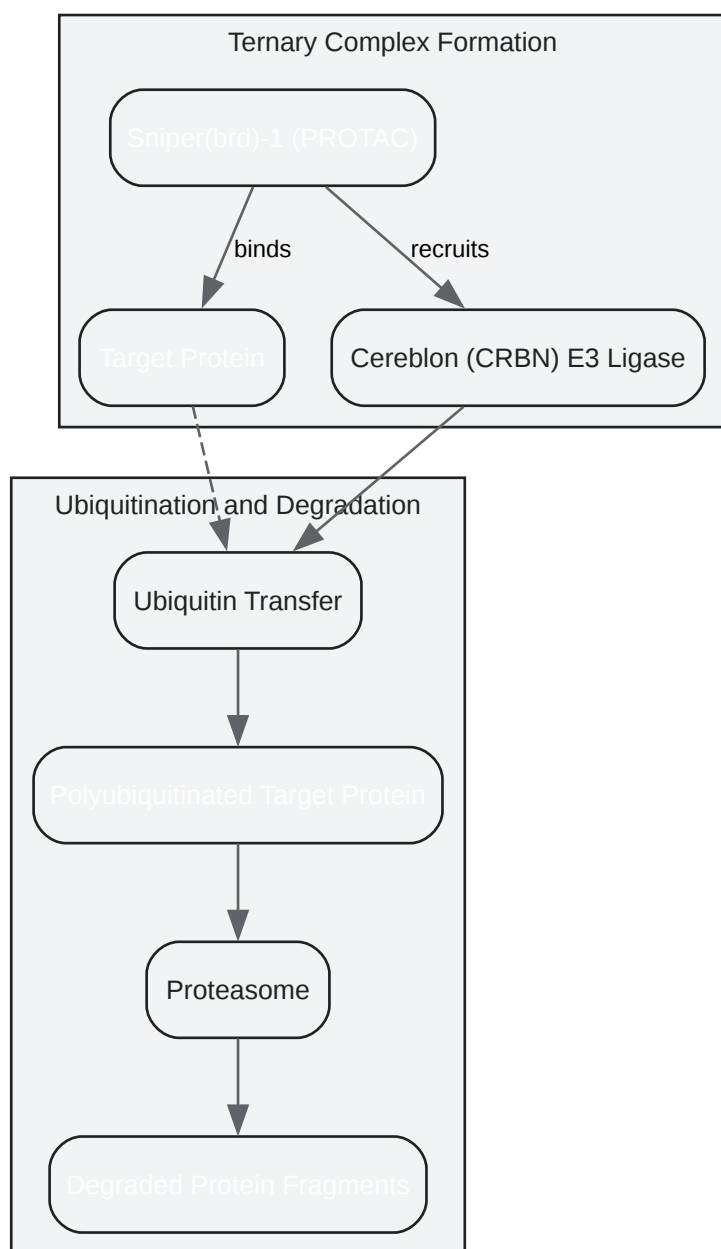 Ternary Complex Formation
Sniper(brd)-1 (PROTAC)
binds
recruits
Target Protein
Cereblon (CRBN) E3 Ligase
Ubiquitination and Degradation
Ubiquitin Transfer
Polyubiquitinated Target Protein
Proteasome
Degraded Protein Fragments